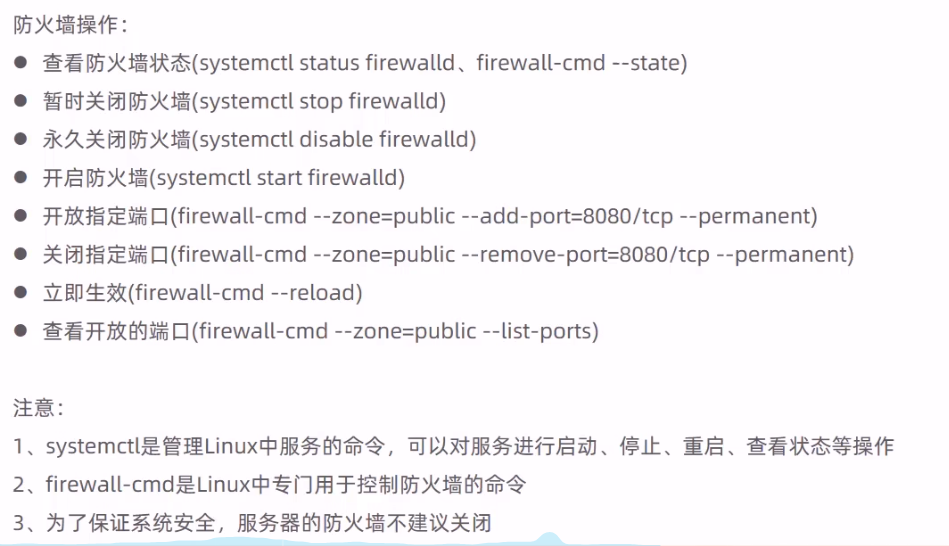 防火墙操作：
● 查看防火墙状态(systemctl status firewalld、firewall-cmd --state)
● 暂时关闭防火墙(systemctl stop firewalld)
● 永久关闭防火墙(systemctl disable firewalld)
● 开启防火墙(systemctl start firewalld)
● 开放指定端口(firewall-cmd --zone=public --add-port=8080/tcp --permanent)
● 关闭指定端口(firewall-cmd --zone=public --remove-port=8080/tcp --permanent)
● 立即生效(firewall-cmd --reload)
● 查看开放的端口(firewall-cmd --zone=public --list-ports)
注意：
1、systemctl是管理Linux中服务的命令，可以对服务进行启动、停止、重启、查看状态等操作
2、firewall-cmd是Linux中专门用于控制防火墙的命令
3、为了保证系统安全，服务器的防火墙不建议关闭